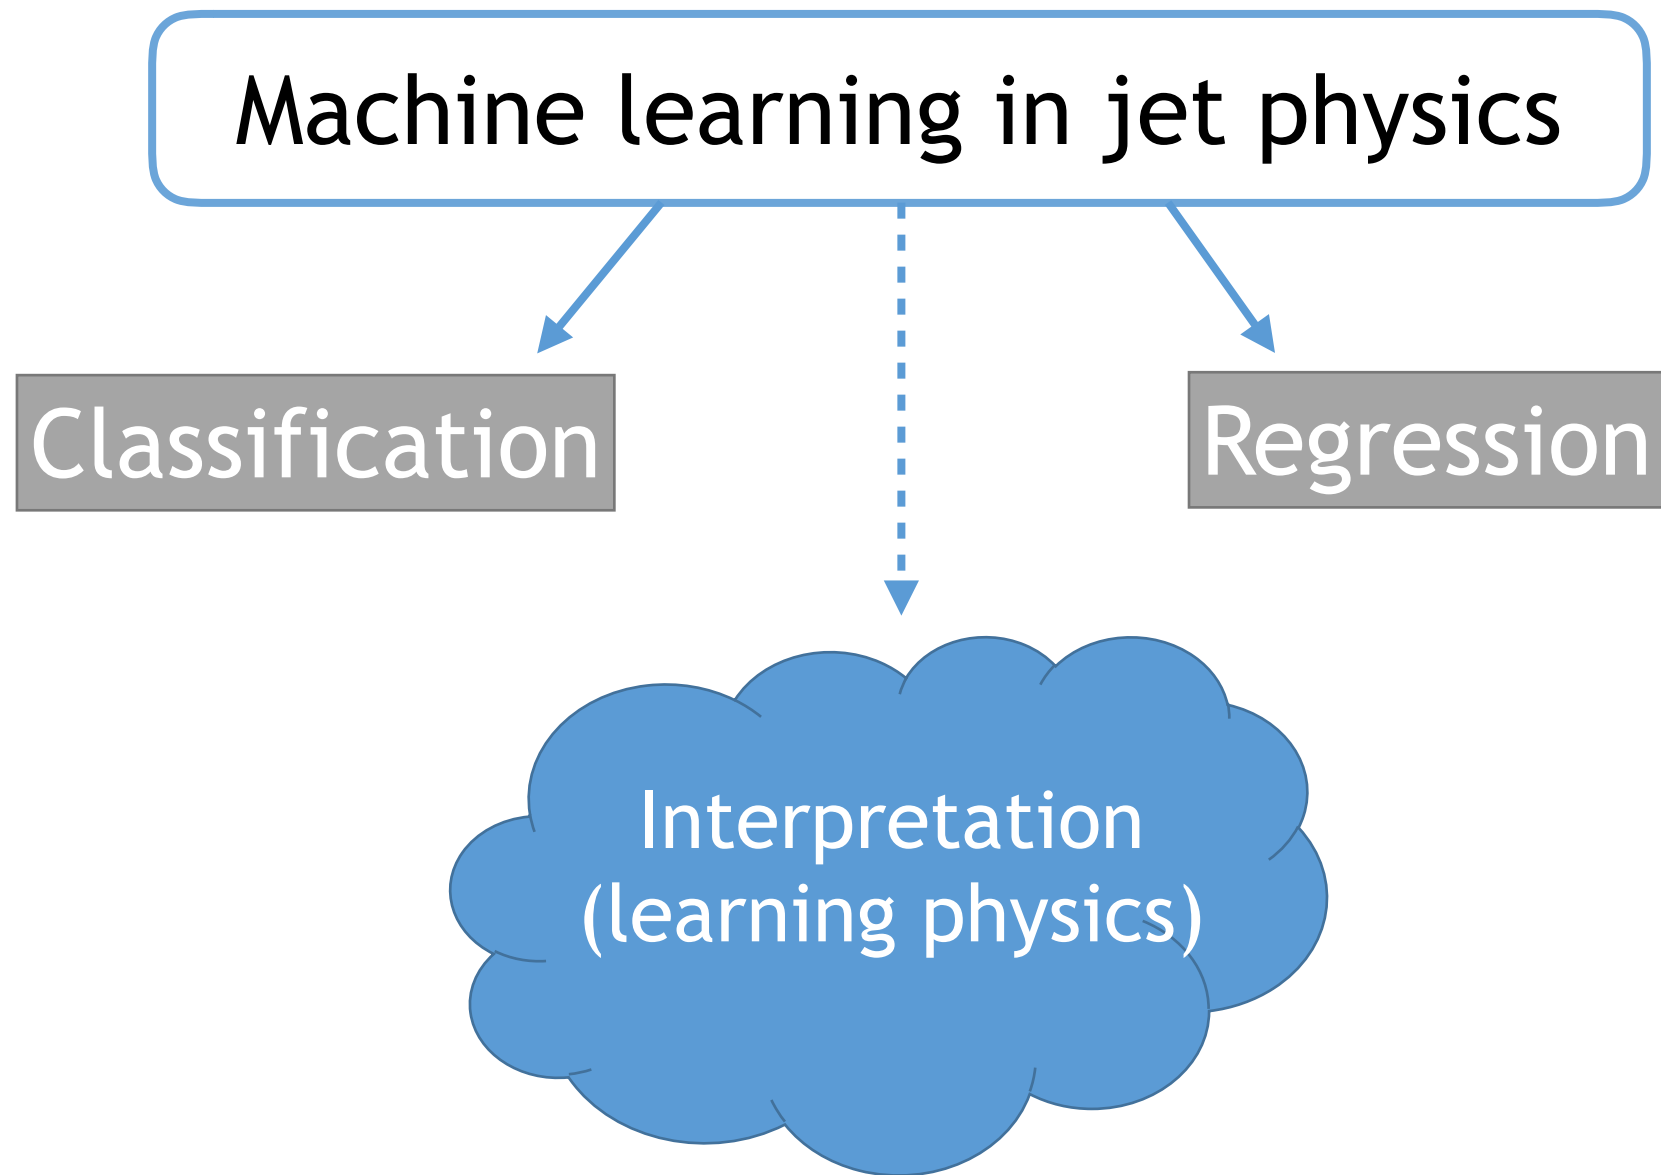 Machine learning in jet physics
Classification
Regression
Interpretation
(learning physics)